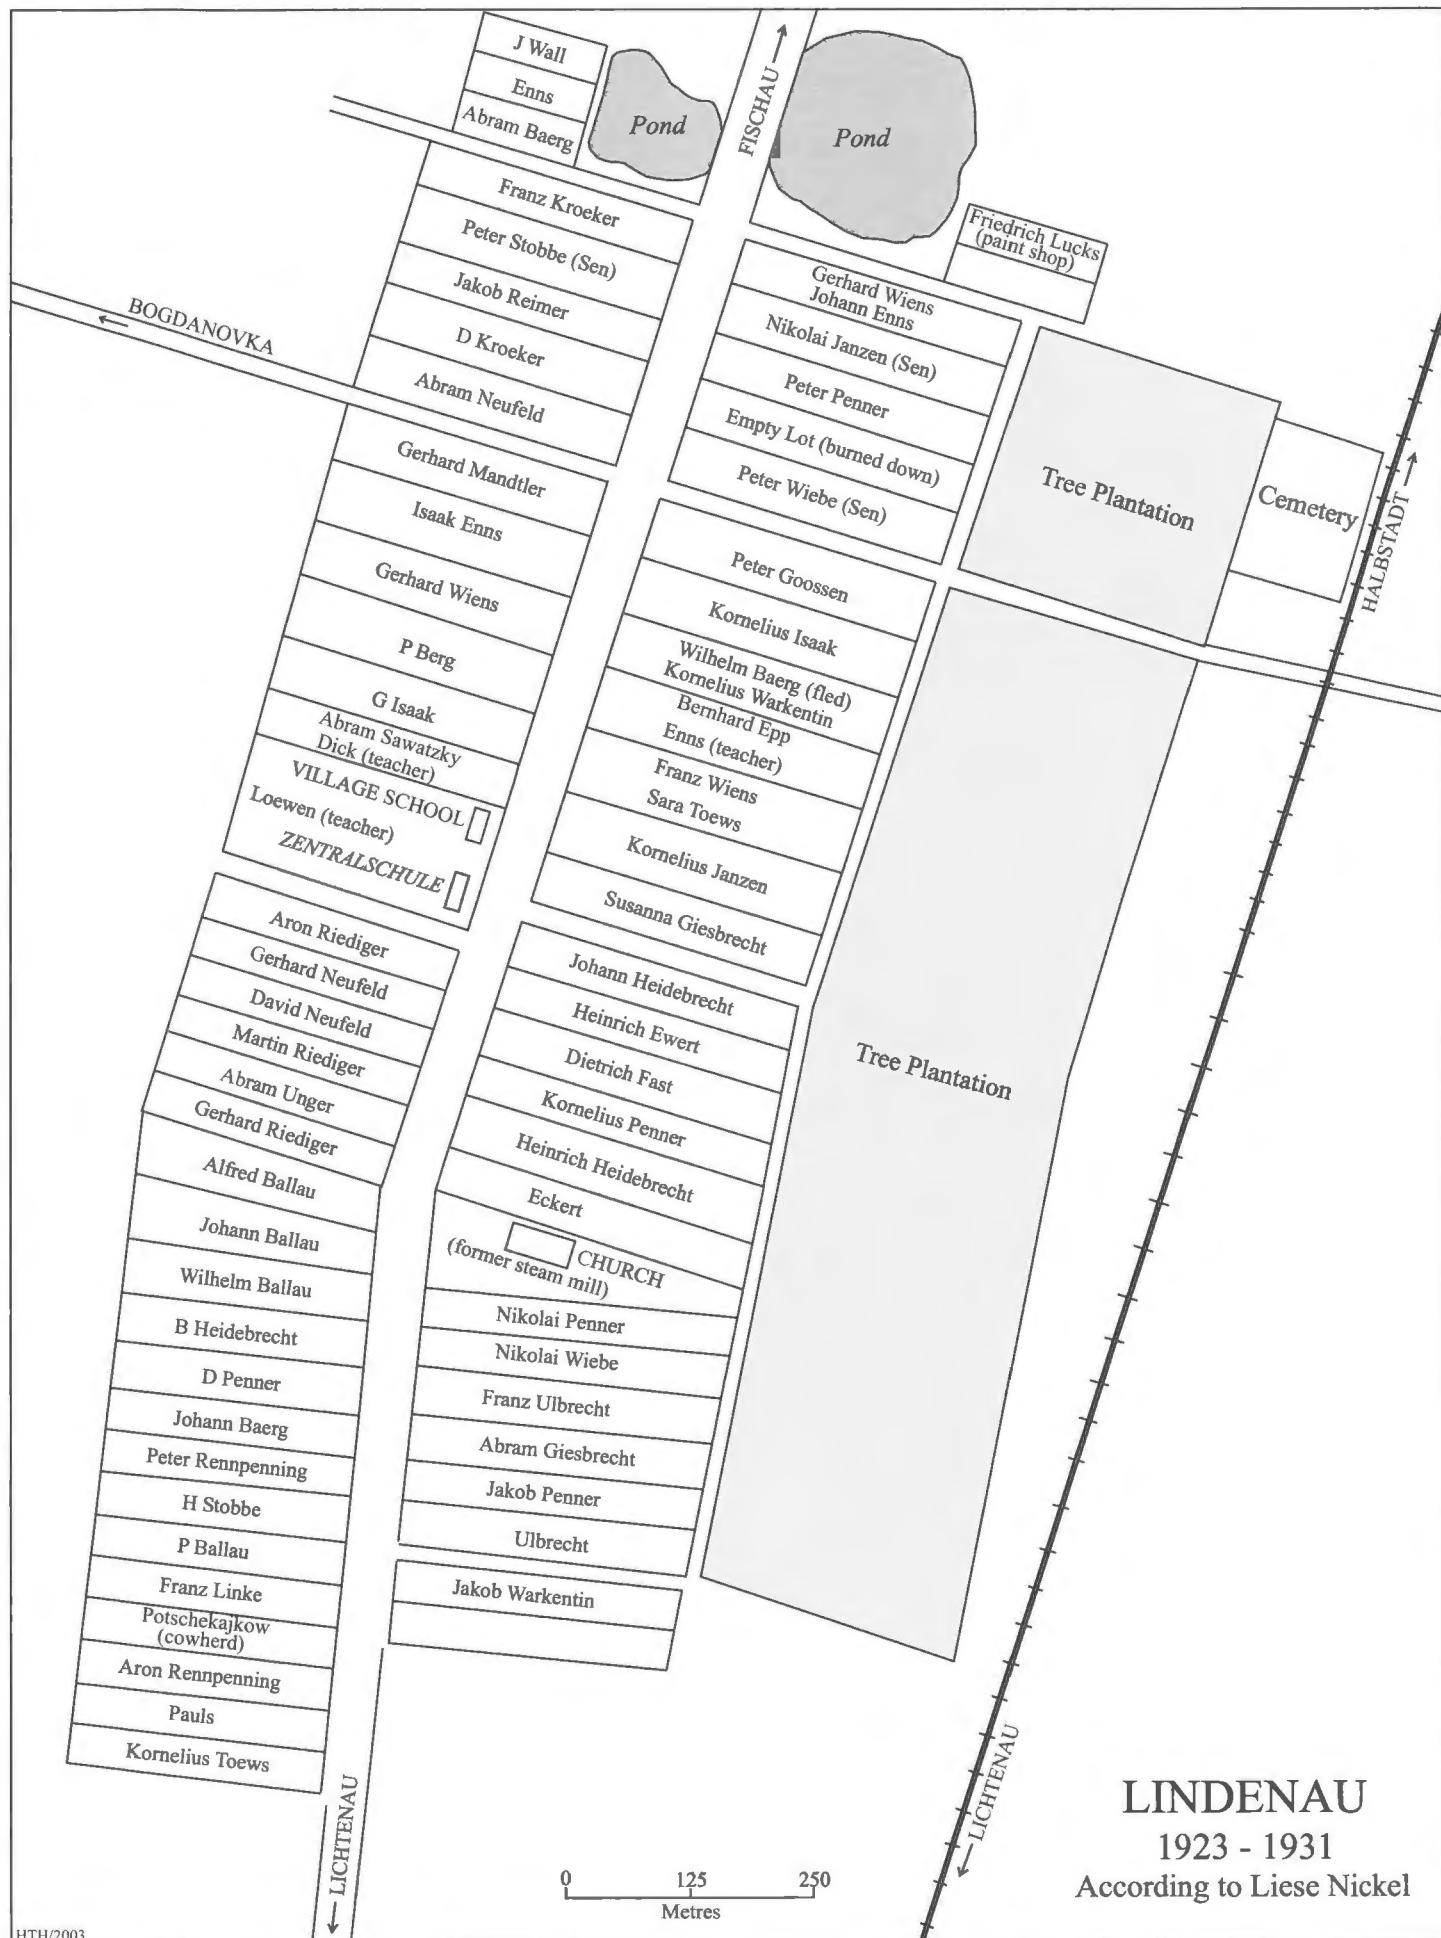 J Wall
Enns
Abram Baerg
Pond
FISCHAU
Pond
Franz Kroeker
Peter Stobbe (Sen)
Jakob Reimer
D Kroeker
Abram Neufeld
BOGDANOVKA
Friedrich Lucks
(paint shop)
Gerhard Wiens
Johann Enns
Nikolai Janzen (Sen)
Peter Penner
Empty Lot (burned down)
Peter Wiebe (Sen)
Tree Plantation
Cemetery
HALBSTADT
Gerhard Mandtler
Isaak Enns
Gerhard Wiens
P Berg
G Isaak
Abram Sawatzky
Dick (teacher)
VILLAGE SCHOOL
Loewen (teacher)
ZENTRALSCHULE
Peter Goossen
Kornelius Isaak
Wilhelm Baerg (fled)
Kornelius Warkentin
Bernhard Epp
Enns (teacher)
Franz Wiens
Sara Toews
Kornelius Janzen
Susanna Giesbrecht
Aron Riediger
Gerhard Neufeld
David Neufeld
Martin Riediger
Abram Unger
Gerhard Riediger
Alfred Ballau
Johann Ballau
Wilhelm Ballau
B Heidebrecht
D Penner
Johann Baerg
Peter Rennpenning
H Stobbe
P Ballau
Franz Linke
Potschekajkow
(cowherd)
Aron Rennpenning
Pauls
Kornelius Toews
Johann Heidebrecht
Heinrich Ewert
Dietrich Fast
Kornelius Penner
Heinrich Heidebrecht
Eckert
CHURCH
(former steam mill)
Nikolai Penner
Nikolai Wiebe
Franz Ulbrecht
Abram Giesbrecht
Jakob Penner
Ulbrecht
Jakob Warkentin
Tree Plantation
LICHTENAU
LICHTENAU
0 125 250
Metres
LINDENAU
1923 - 1931
According to Liese Nickel
HTH/2003